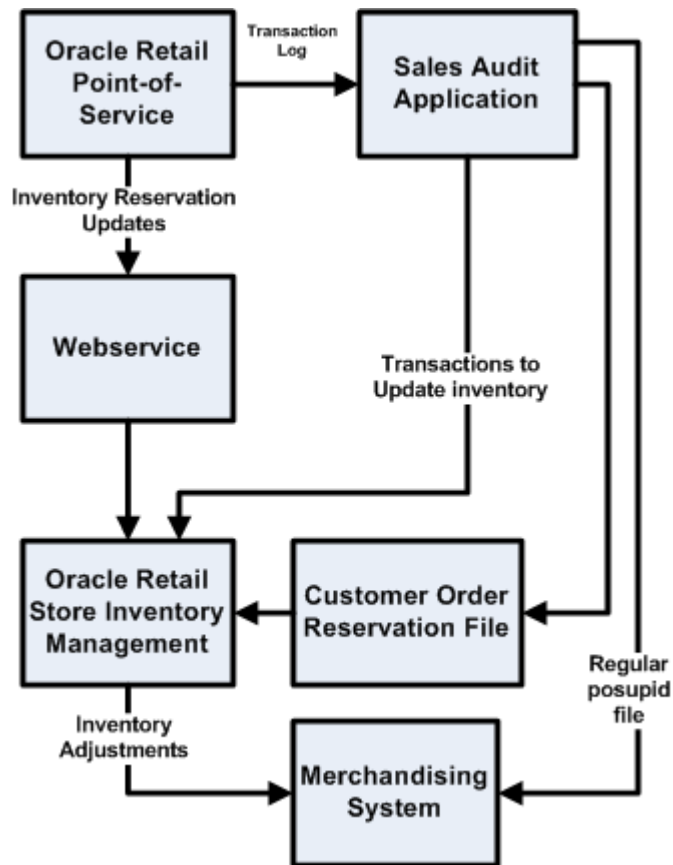 Oracle Retail
Point-of-
Service
Transaction
Log
Sales Audit
Application
Inventory Reservation
Updates
Webservice
Transactions to
Update inventory
Oracle Retail
Store Inventory
Management
Customer Order
Reservation File
Regular
posupid
file
Inventory
Adjustments
Merchandising
System